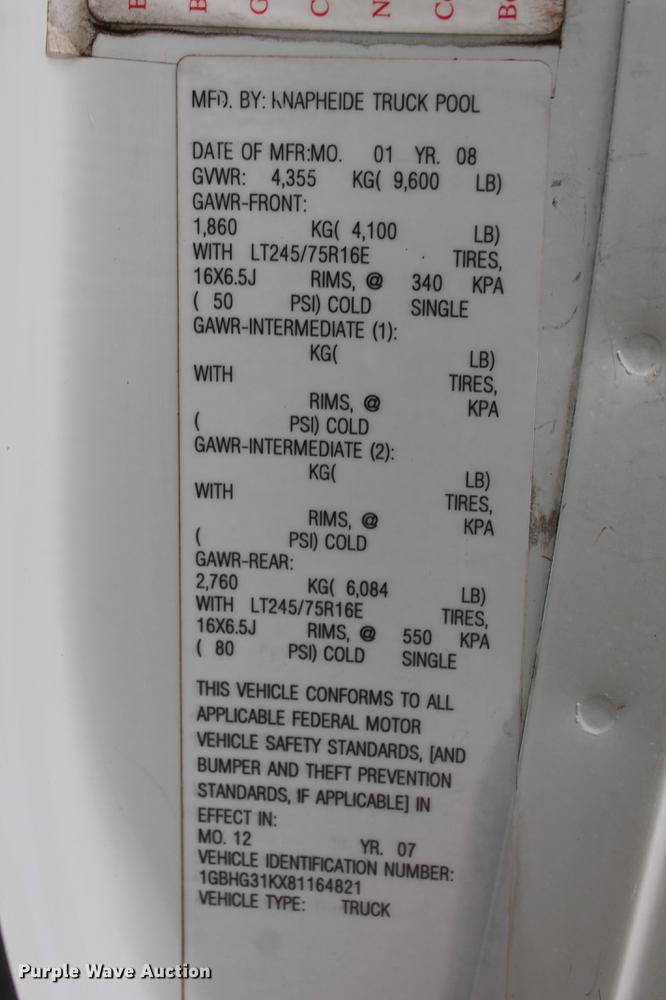 MFD. BY: KNAPHEIDE TRUCK POOL
DATE OF MFR:MO. 01 YR. 08
GVWR: 4,355 KG( 9,600 LB)
GAWR-FRONT:
1,860 KG( 4,100 LB)
WITH LT245/75R16E TIRES,
16X6.5J RIMS, @ 340 KPA
( 50 PSI) COLD SINGLE
GAWR-INTERMEDIATE (1):
KG( LB)
WITH TIRES,
RIMS, @ KPA
( PSI) COLD
GAWR-INTERMEDIATE (2):
KG( LB)
WITH TIRES,
RIMS, @ KPA
( PSI) COLD
GAWR-REAR:
2,760 KG( 6,084 LB)
WITH LT245/75R16E TIRES,
16X6.5J RIMS, @ 550 KPA
( 80 PSI) COLD SINGLE
THIS VEHICLE CONFORMS TO ALL
APPLICABLE FEDERAL MOTOR
VEHICLE SAFETY STANDARDS, [AND
BUMPER AND THEFT PREVENTION
STANDARDS, IF APPLICABLE] IN
EFFECT IN:
MO. 12 YR. 07
VEHICLE IDENTIFICATION NUMBER:
1GBHG31KX81164821
VEHICLE TYPE: TRUCK
Purple Wave Auction